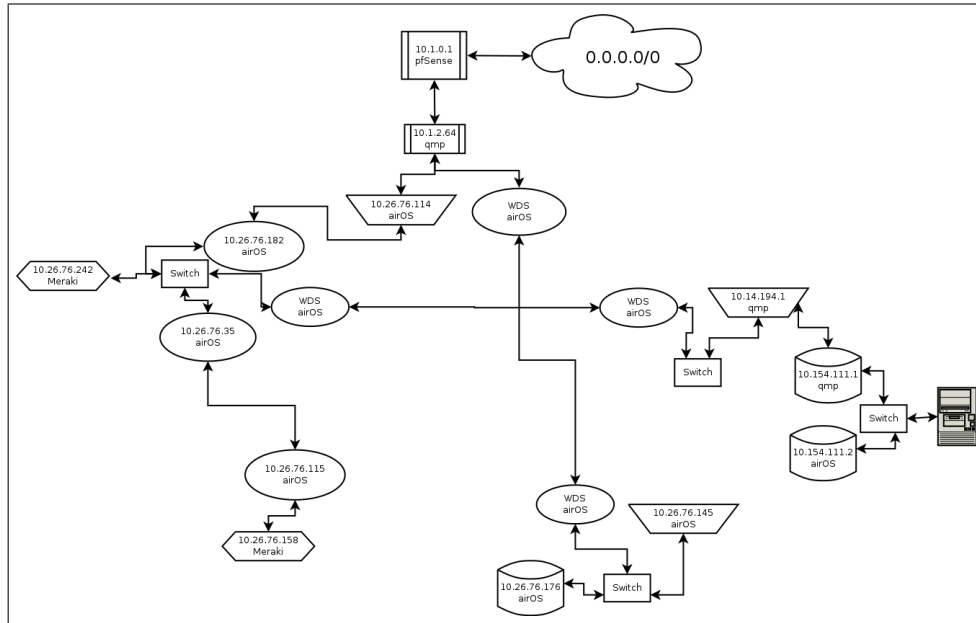 10.1.0.1
pfSense
0.0.0.0/0
10.1.2.64
qmp
10.26.76.114
airOS
WDS
airOS
10.26.76.182
airOS
10.26.76.242
Meraki
Switch
WDS
airOS
WDS
airOS
10.14.194.1
qmp
10.26.76.35
airOS
Switch
10.154.111.1
qmp
Switch
10.154.111.2
airOS
10.26.76.115
airOS
WDS
airOS
10.26.76.145
airOS
10.26.76.158
Meraki
10.26.76.176
airOS
Switch